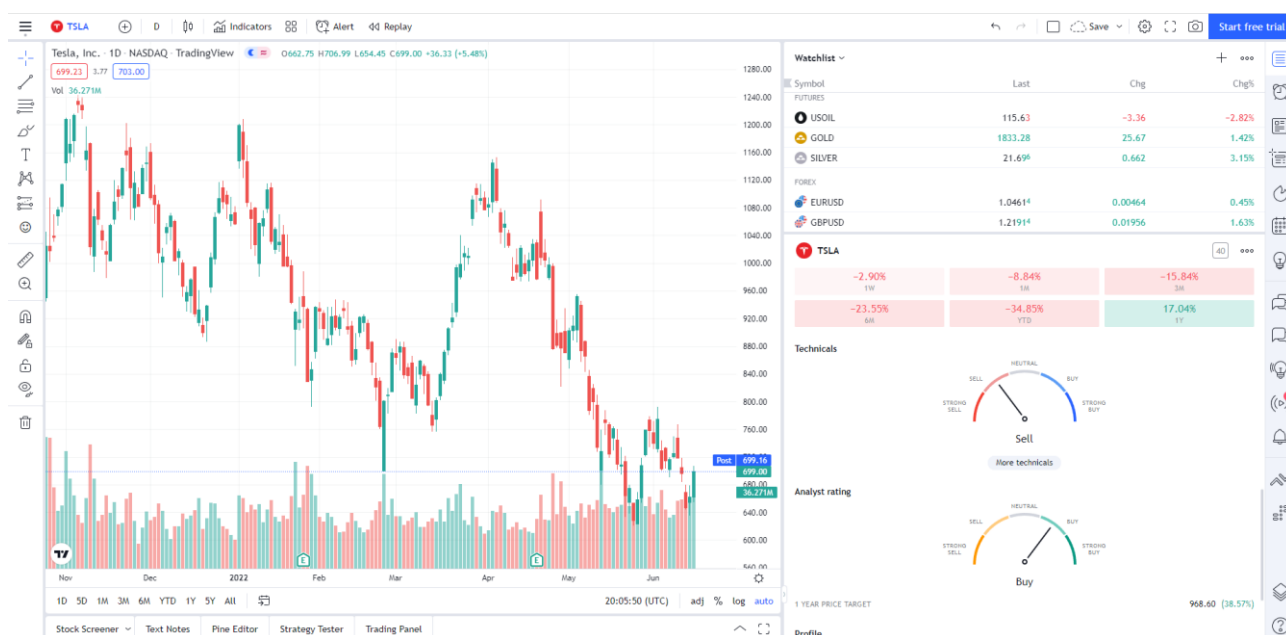 TSLA D Indicators Alert Replay Save Start free trial
Tesla, Inc. · 1D · NASDAQ · TradingView O662.75 H706.99 L654.45 C699.00 +36.33 (+5.48%)
699.23 3.77 703.00
Vol 36.271M
1280.00
1240.00
1200.00
1160.00
1120.00
1080.00
1040.00
1000.00
960.00
920.00
880.00
840.00
800.00
760.00
Post 699.16
699.00
680.00
36.271M
640.00
600.00
560.00
E E
Nov Dec 2022 Feb Mar Apr May Jun
1D 5D 1M 3M 6M YTD 1Y 5Y All 20:05:50 (UTC) adj % log auto
Stock Screener Text Notes Pine Editor Strategy Tester Trading Panel
Watchlist
Symbol Last Chg Chg%
FUTURES
USOIL 115.63 −3.36 −2.82%
GOLD 1833.28 25.67 1.42%
SILVER 21.696 0.662 3.15%
FOREX
EURUSD 1.04614 0.00464 0.45%
GBPUSD 1.21914 0.01956 1.63%
TSLA 40
−2.90% −8.84% −15.84%
1W 1M 3M
−23.55% −34.85% 17.04%
6M YTD 1Y
Technicals
NEUTRAL
SELL BUY
STRONG SELL STRONG BUY
Sell
More technicals
Analyst rating
NEUTRAL
SELL BUY
STRONG SELL STRONG BUY
Buy
1 YEAR PRICE TARGET 968.60 (38.57%)
Profile